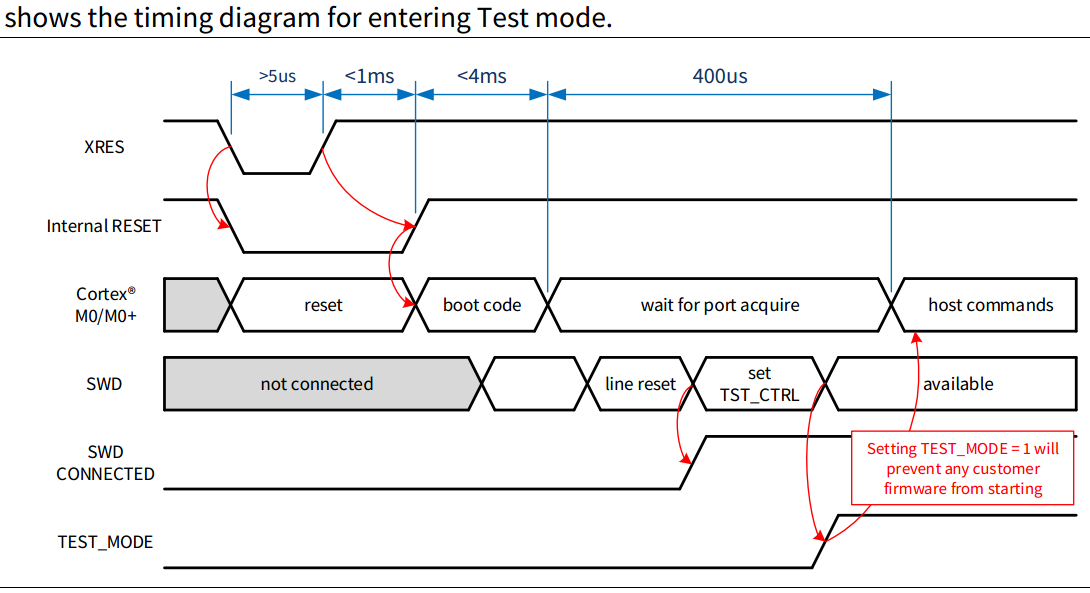 shows the timing diagram for entering Test mode.
>5us <1ms <4ms 400us
XRES
Internal RESET
Cortex®
M0/M0+
reset boot code wait for port acquire host commands
SWD
not connected line reset set
TST_CTRL
available
SWD
CONNECTED
Setting TEST_MODE = 1 will
prevent any customer
firmware from starting
TEST_MODE